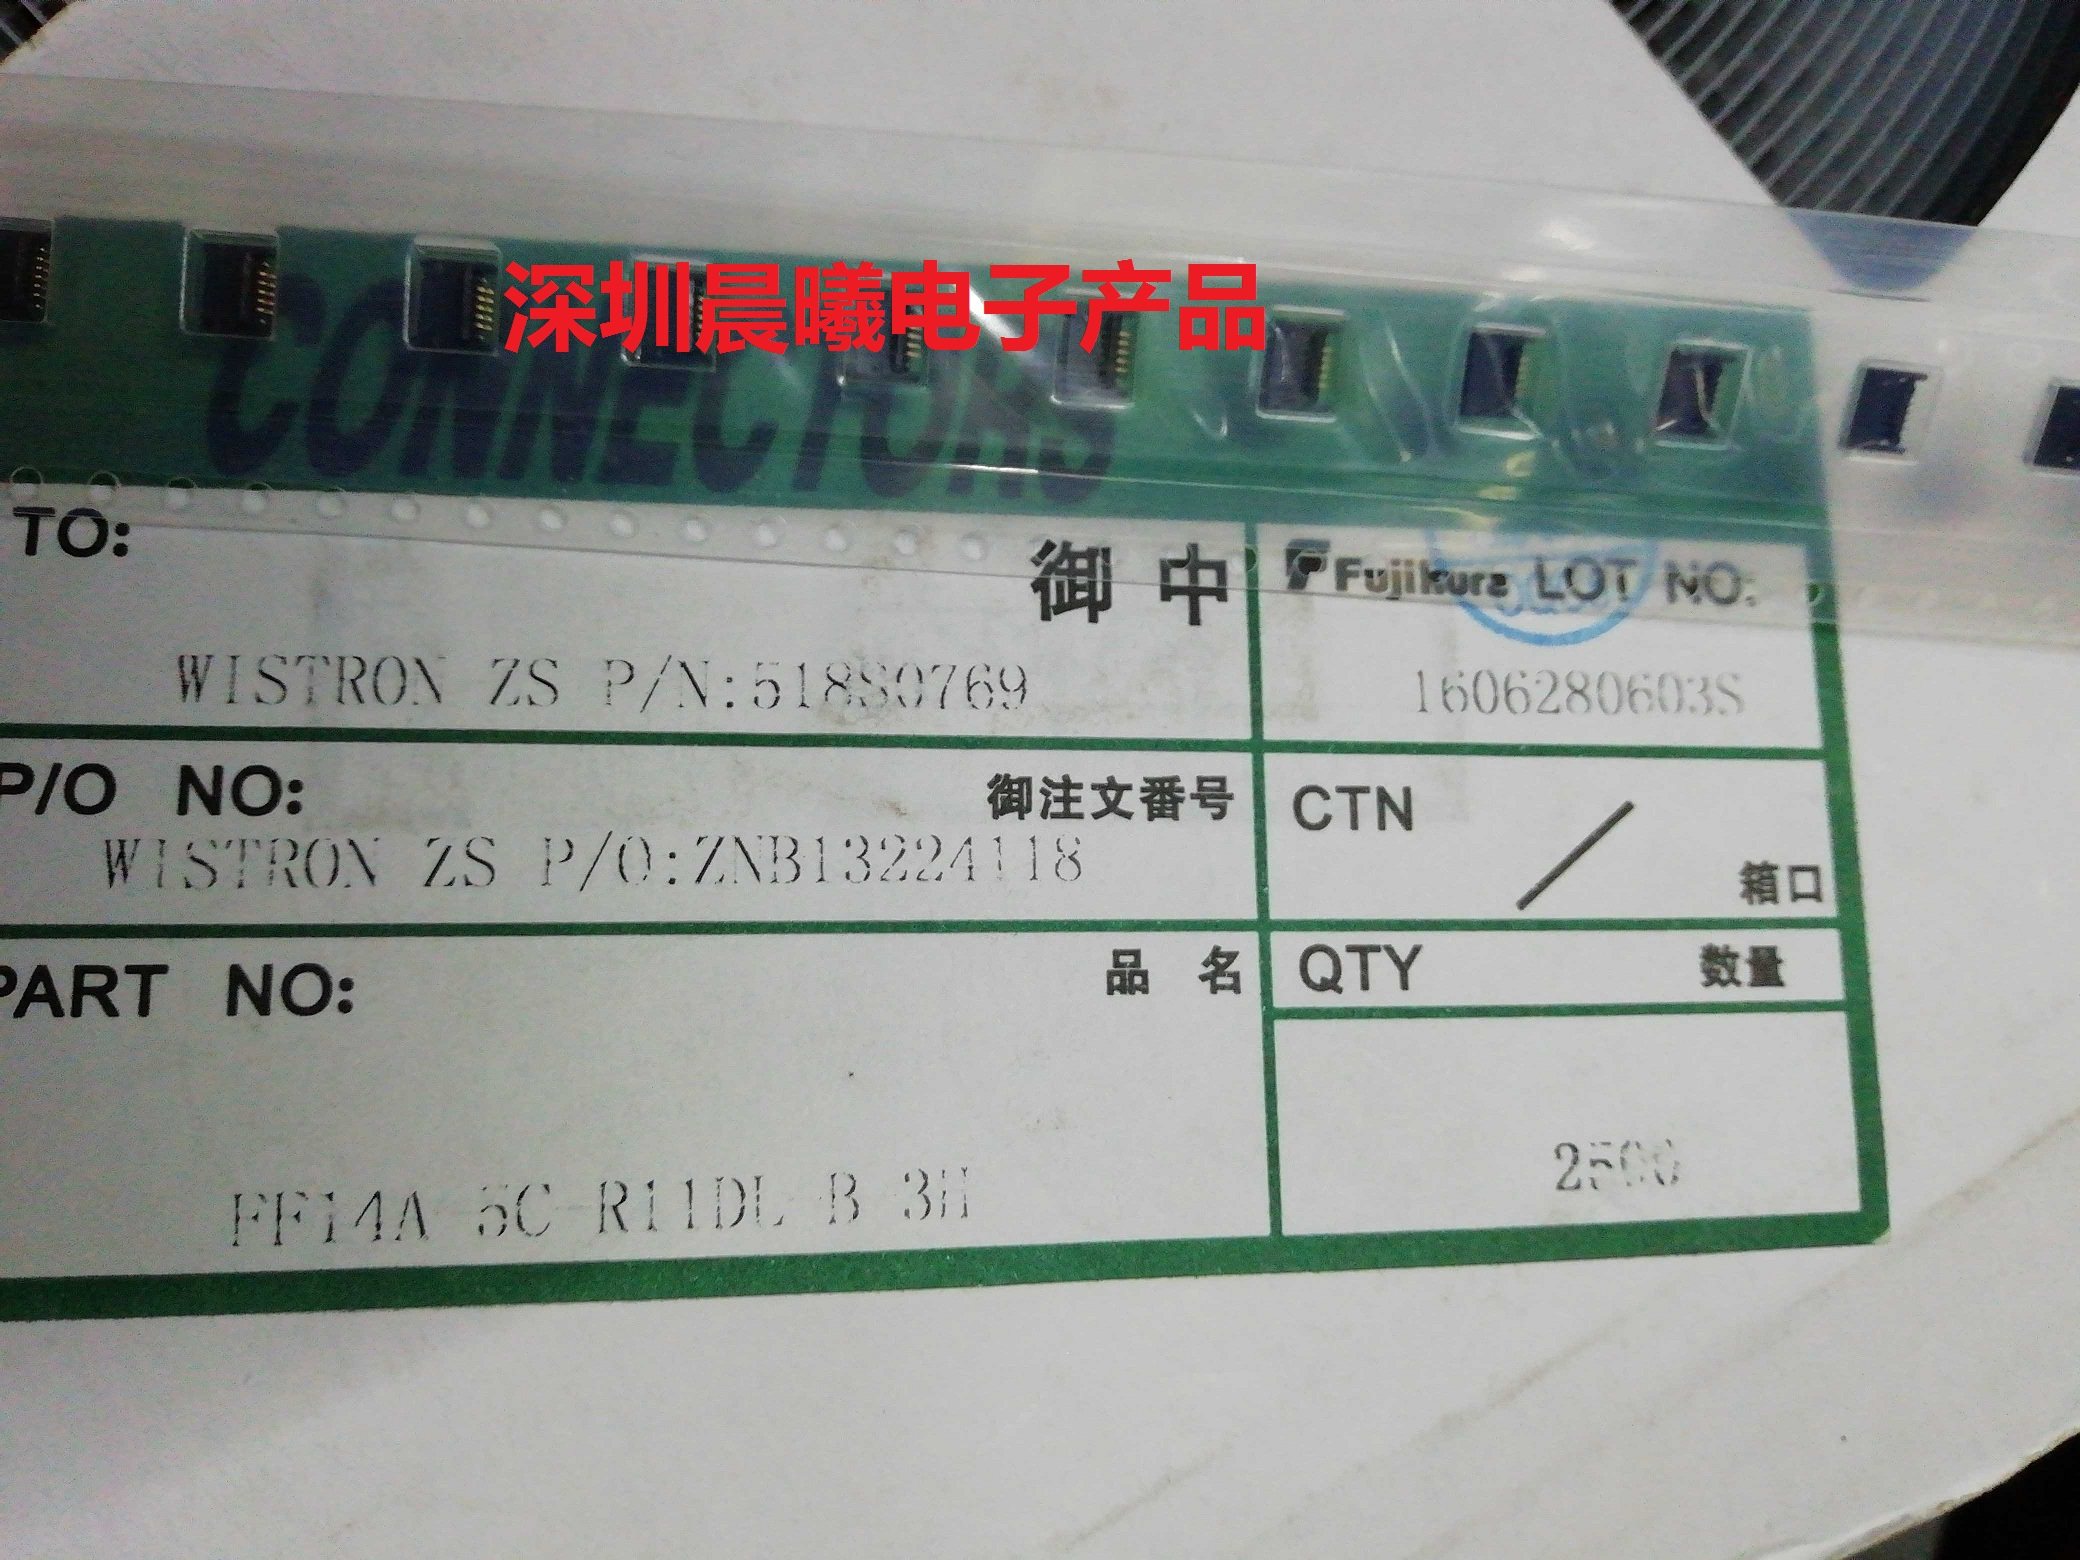 深圳晨曦电子产品
CONNECTORS
TO:
御中
WISTRON ZS P/N:518S0769
Fujikura LOT NO:
1606280603S
P/O NO:
御注文番号
WISTRON ZS P/O:ZNB13224118
CTN
/
箱口
PART NO:
品名
FF14A-5C-R11DL-B-3H
QTY 数量
2500